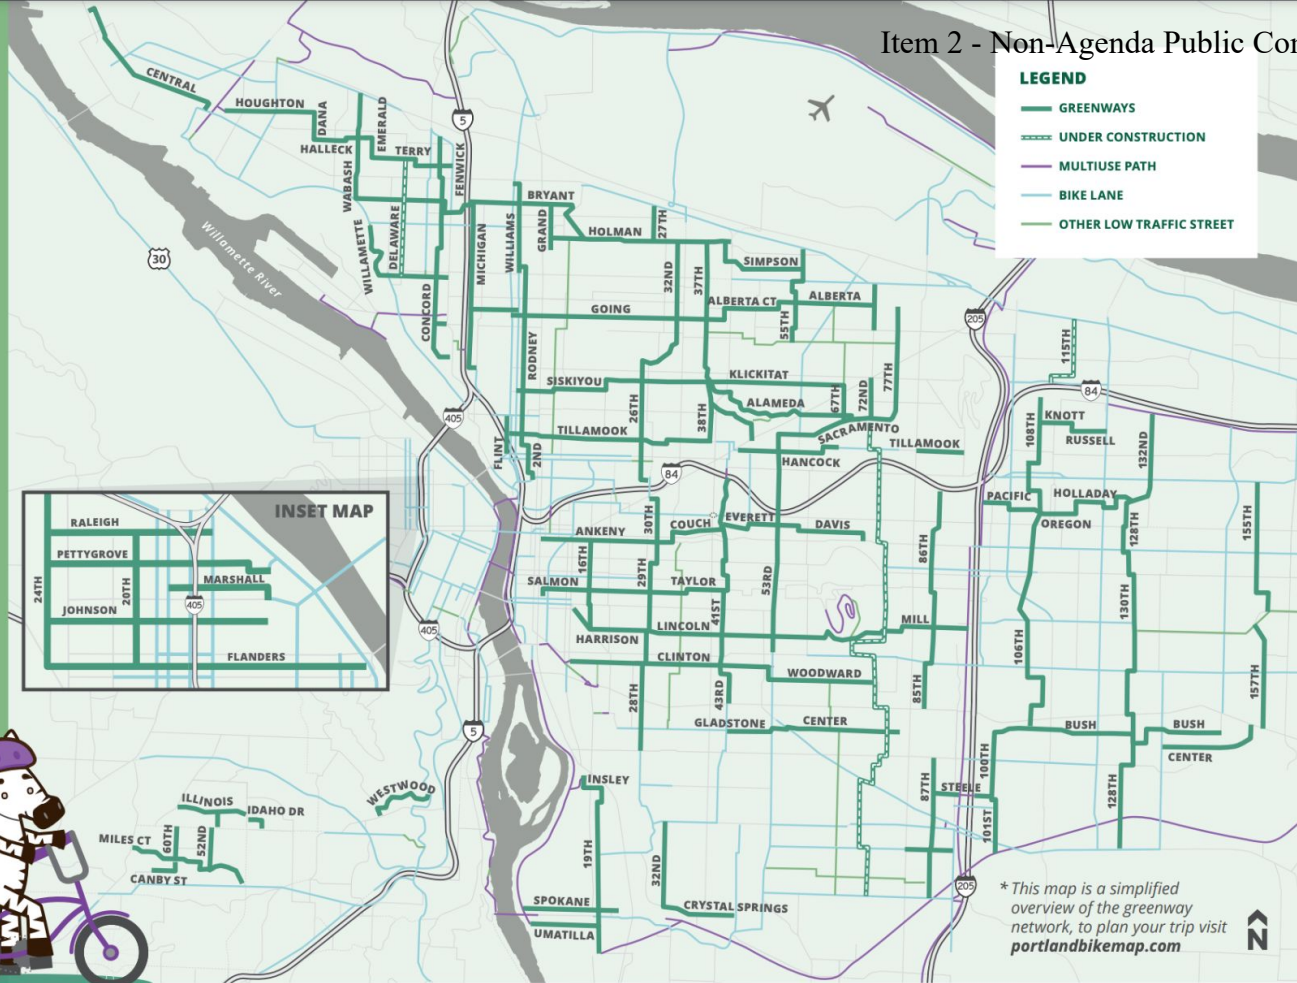 Item 2 - Non-Agenda Public Con
LEGEND
GREENWAYS
UNDER CONSTRUCTION
MULTIUSE PATH
BIKE LANE
OTHER LOW TRAFFIC STREET
CENTRAL
HOUGHTON
DANA
EMERALD
5
HALLECK
TERRY
FENWICK
WABASH
BRYANT
WILLAMETTE
DELAWARE
MICHIGAN
WILLIAMS
GRAND
HOLMAN
27TH
Willamette River
30
32ND
37TH
SIMPSON
CONCORD
GOING
ALBERTA CT
ALBERTA
55TH
205
115TH
RODNEY
SISKIYOU
KLICKITAT
77TH
84
26TH
38TH
ALAMEDA
67TH
72ND
405
FLINT
2ND
TILLAMOOK
SACRAMENTO
TILLAMOOK
HANCOCK
108TH
KNOTT
RUSSELL
132ND
84
INSET MAP
RALEIGH
PETTYGROVE
MARSHALL
24TH
20TH
JOHNSON
405
FLANDERS
ANKENY
30TH
COUCH
EVERETT
DAVIS
PACIFIC
HOLLADAY
OREGON
128TH
155TH
16TH
86TH
SALMON
29TH
TAYLOR
53RD
41ST
130TH
405
HARRISON
LINCOLN
MILL
106TH
CLINTON
WOODWARD
28TH
43RD
85TH
157TH
5
GLADSTONE
CENTER
BUSH
BUSH
CENTER
INSLEY
87TH
STEELE
100TH
128TH
WESTWOOD
ILLINOIS
IDAHO DR
MILES CT
60TH
52ND
CANBY ST
19TH
32ND
101ST
SPOKANE
CRYSTAL SPRINGS
UMATILLA
205
* This map is a simplified
overview of the greenway
network, to plan your trip visit
portlandbikemap.com
N